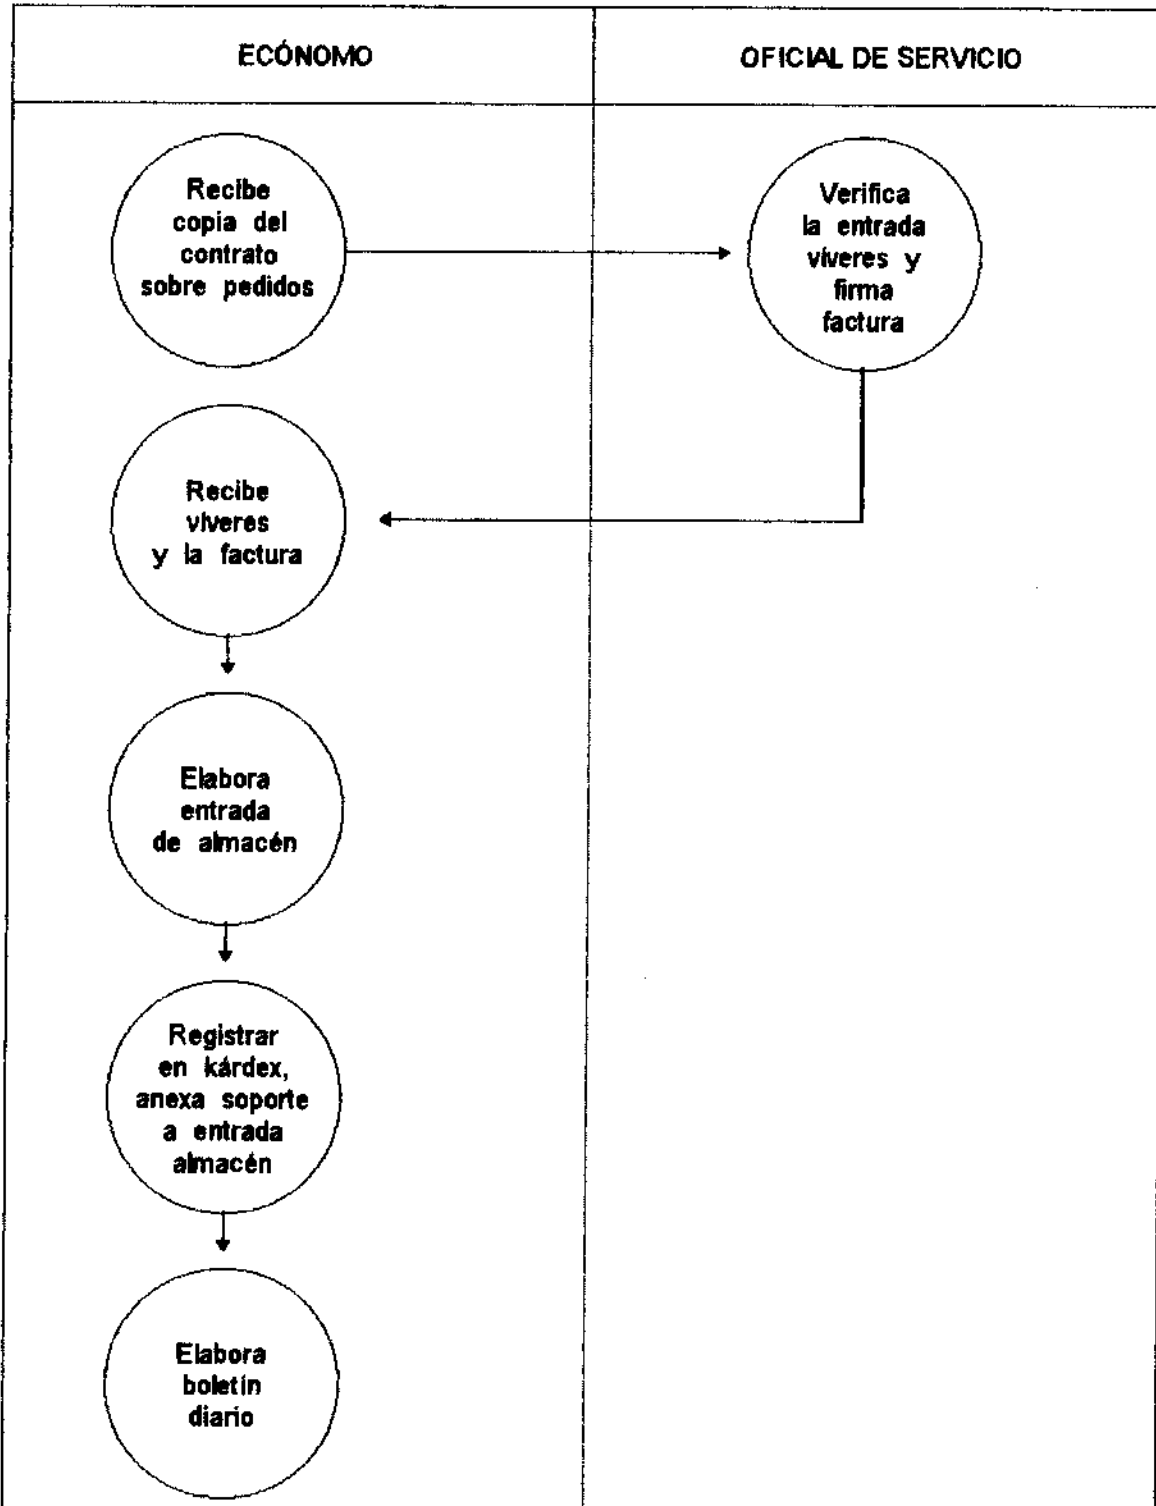 ECÓNOMO
OFICIAL DE SERVICIO
Recibe
copia del
contrato
sobre pedidos
Verifica
la entrada
víveres y
firma
factura
Recibe
víveres
y la factura
Elabora
entrada
de almacén
Registrar
en kárdex,
anexa soporte
a entrada
almacén
Elabora
boletín
diario